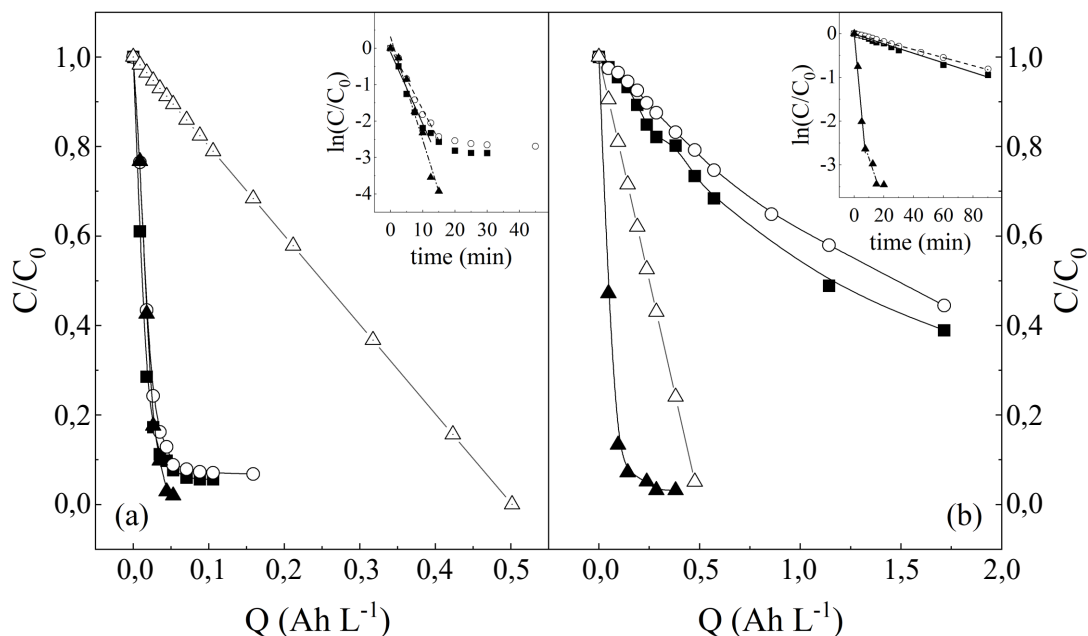 1,0
0,8
0,6
0,4
0,2
0,0
C/C₀
0,0 0,1 0,2 0,3 0,4 0,5
Q (Ah L⁻¹)
(a)
0
-1
-2
-3
-4
ln(C/C₀)
0 10 20 30 40
time (min)
0,0 0,5 1,0 1,5 2,0
Q (Ah L⁻¹)
(b)
0
-1
-2
-3
ln(C/C₀)
0 20 40 60 80
time (min)
1,0
0,8
0,6
0,4
0,2
0,0
C/C₀